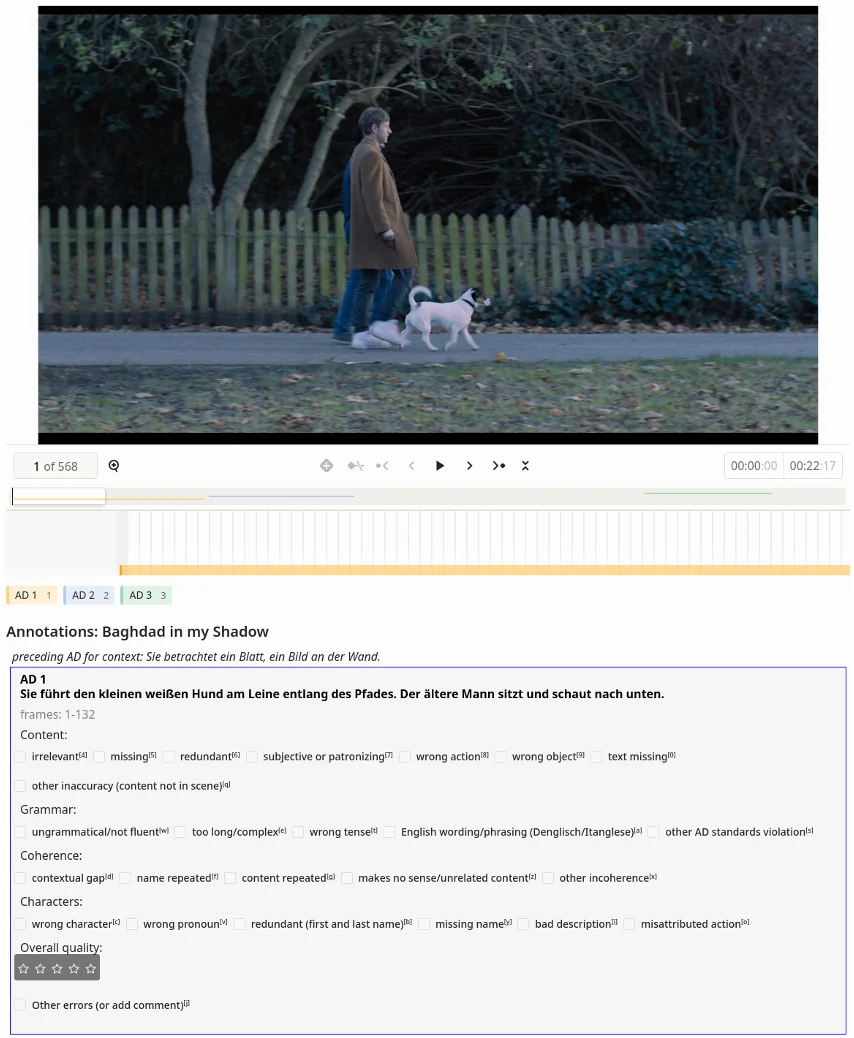 1 of 568
00:00:00 00:22:17
AD 1 1 AD 2 2 AD 3 3
Annotations: Baghdad in my Shadow
preceding AD for context: Sie betrachtet ein Blatt, ein Bild an der Wand.
AD 1
Sie führt den kleinen weißen Hund am Leine entlang des Pfades. Der ältere Mann sitzt und schaut nach unten.
frames: 1-132
Content:
irrelevant[4] missing[5] redundant[6] subjective or patronizing[7] wrong action[8] wrong object[9] text missing[0]
other inaccuracy (content not in scene)[q]
Grammar:
ungrammatical/not fluent[w] too long/complex[e] wrong tense[t] English wording/phrasing (Denglisch/Itanglese)[a] other AD standards violation[s]
Coherence:
contextual gap[d] name repeated[f] content repeated[g] makes no sense/unrelated content[z] other incoherence[x]
Characters:
wrong character[c] wrong pronoun[v] redundant (first and last name)[b] missing name[y] bad description[i] misattributed action[o]
Overall quality:
Other errors (or add comment)[j]